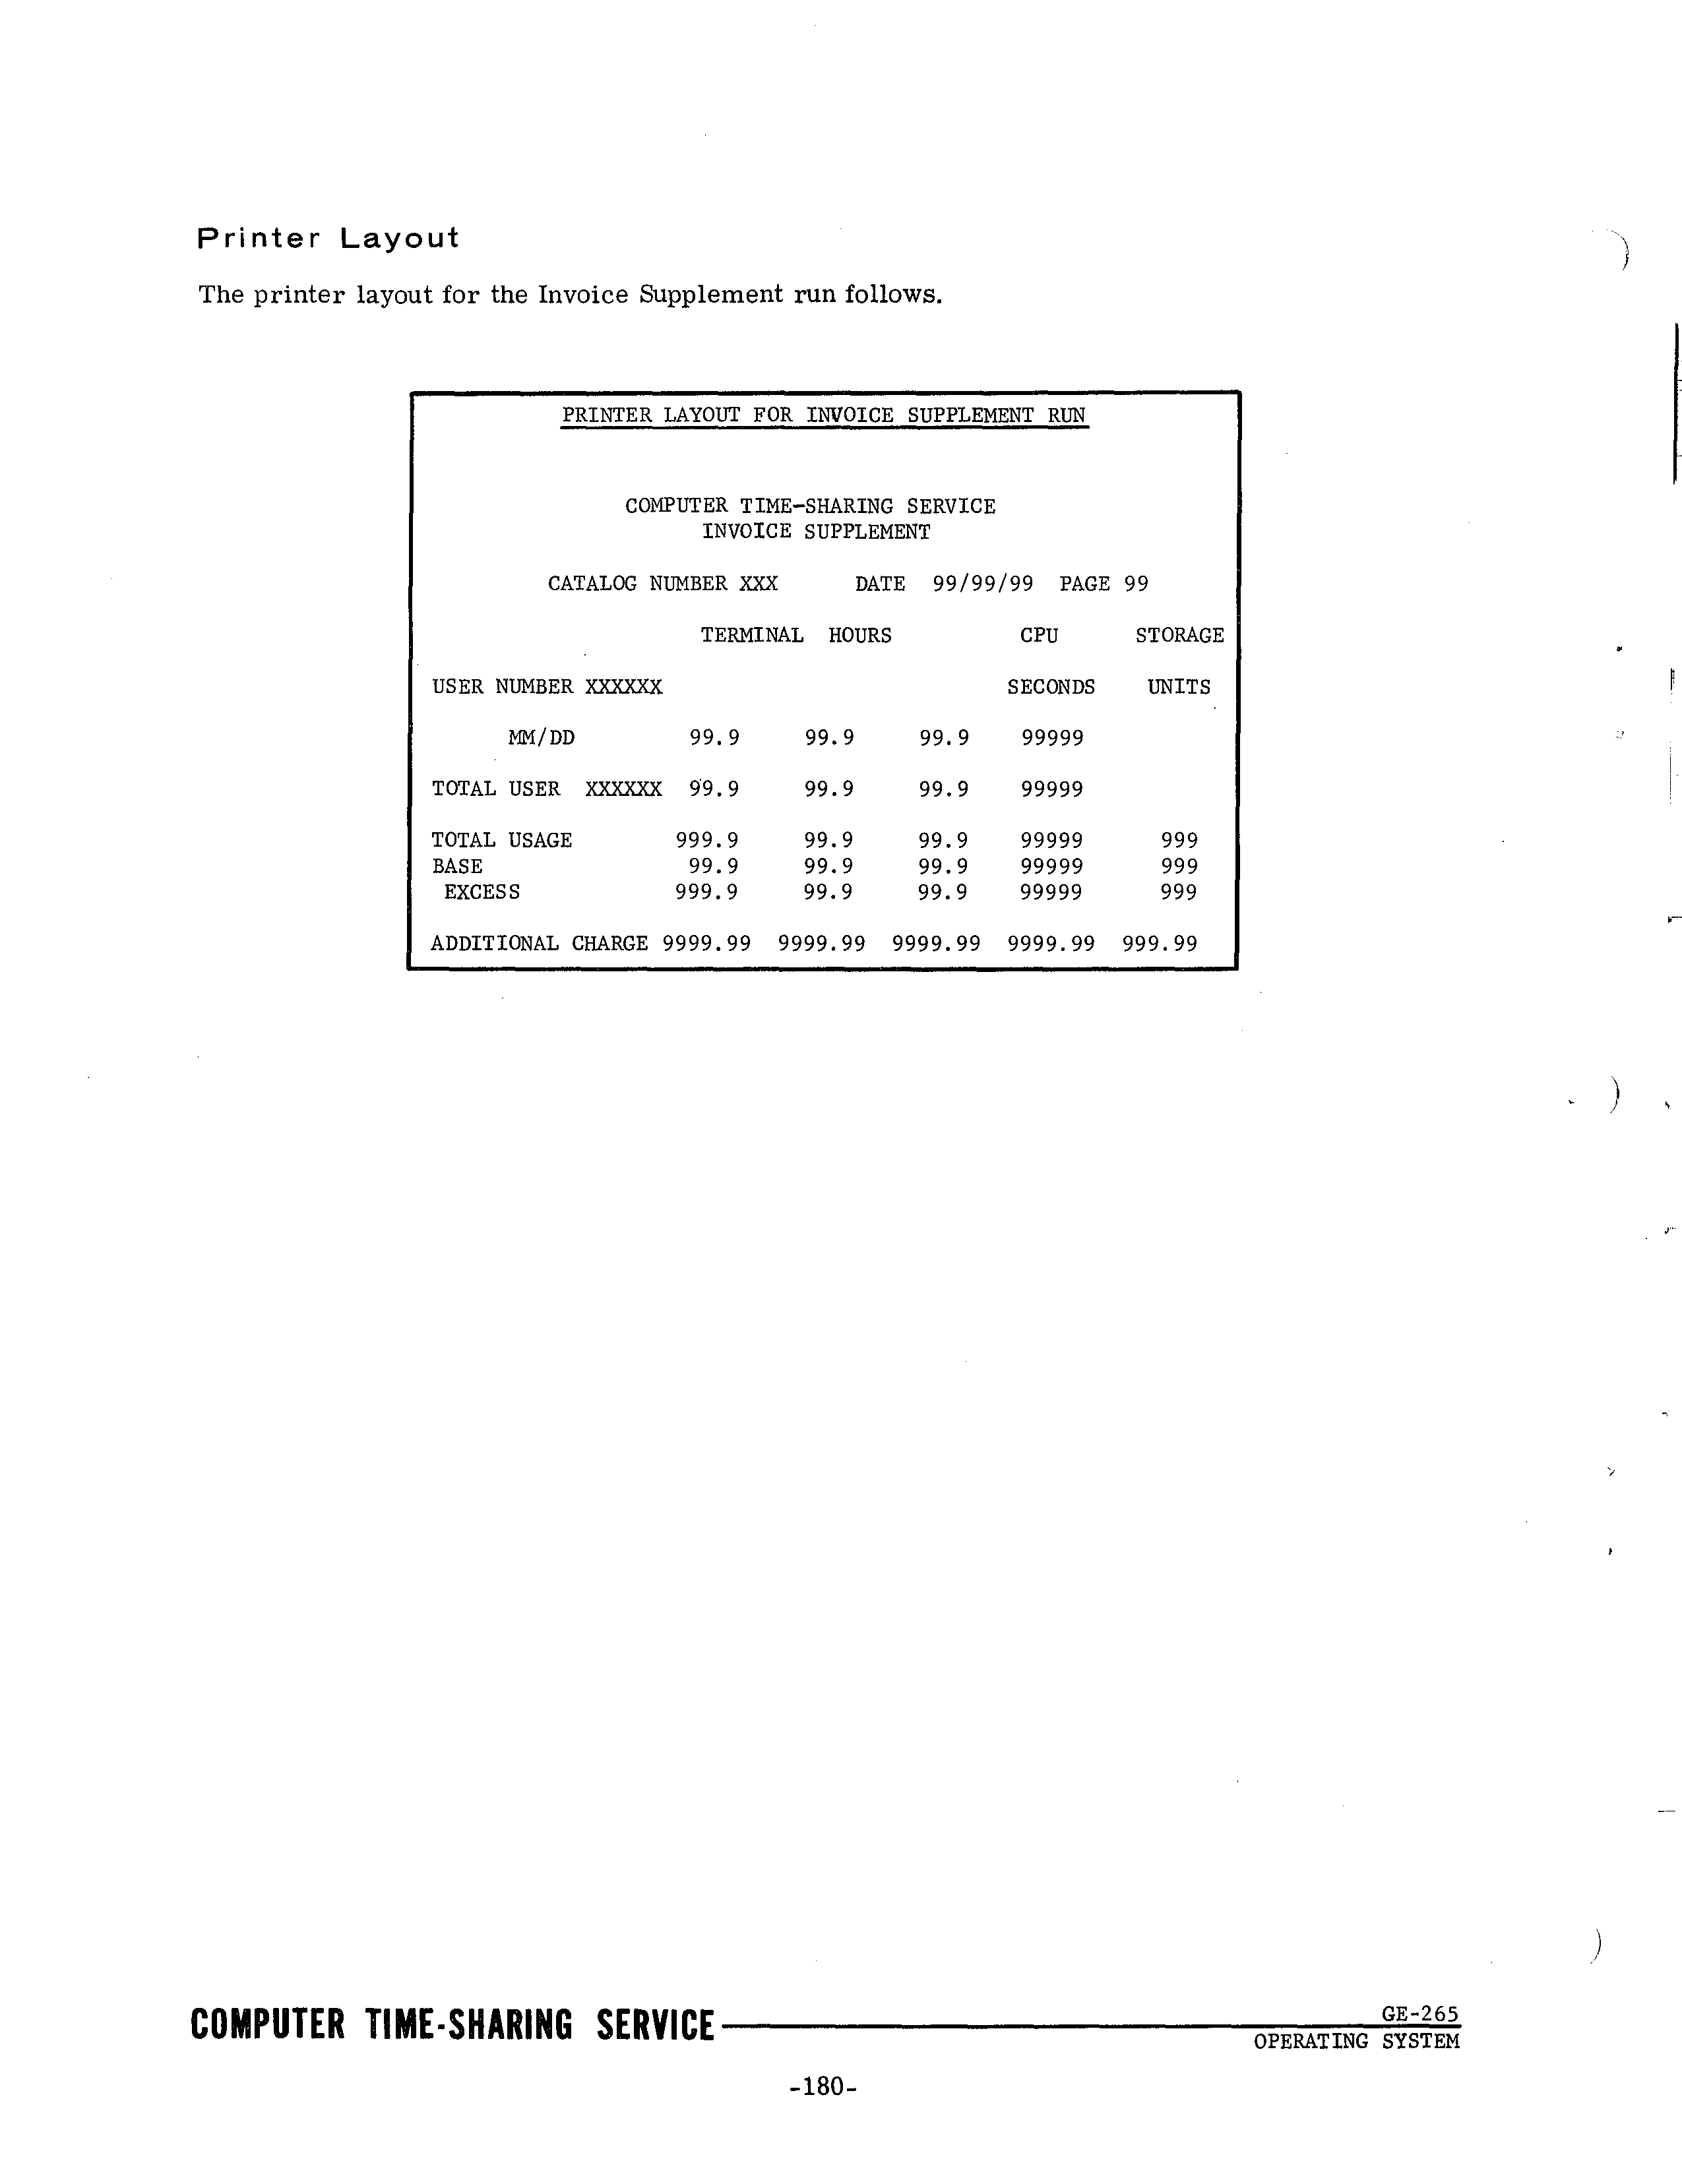 Printer Layout
The printer layout for the Invoice Supplement run follows.
PRINTER LAYOUT FOR INVOICE SUPPLEMENT RUN
COMPUTER TIME-SHARING SERVICE
INVOICE SUPPLEMENT
CATALOG NUMBER XXX DATE 99/99/99 PAGE 99
TERMINAL HOURS CPU STORAGE
USER NUMBER XXXXXX SECONDS UNITS
MM/DD 99.9 99.9 99.9 99999
TOTAL USER XXXXXX 99.9 99.9 99.9 99999
TOTAL USAGE 999.9 99.9 99.9 99999 999
BASE 99.9 99.9 99.9 99999 999
EXCESS 999.9 99.9 99.9 99999 999
ADDITIONAL CHARGE 9999.99 9999.99 9999.99 9999.99 999.99
COMPUTER TIME-SHARING SERVICE
GE-265
OPERATING SYSTEM
-180-